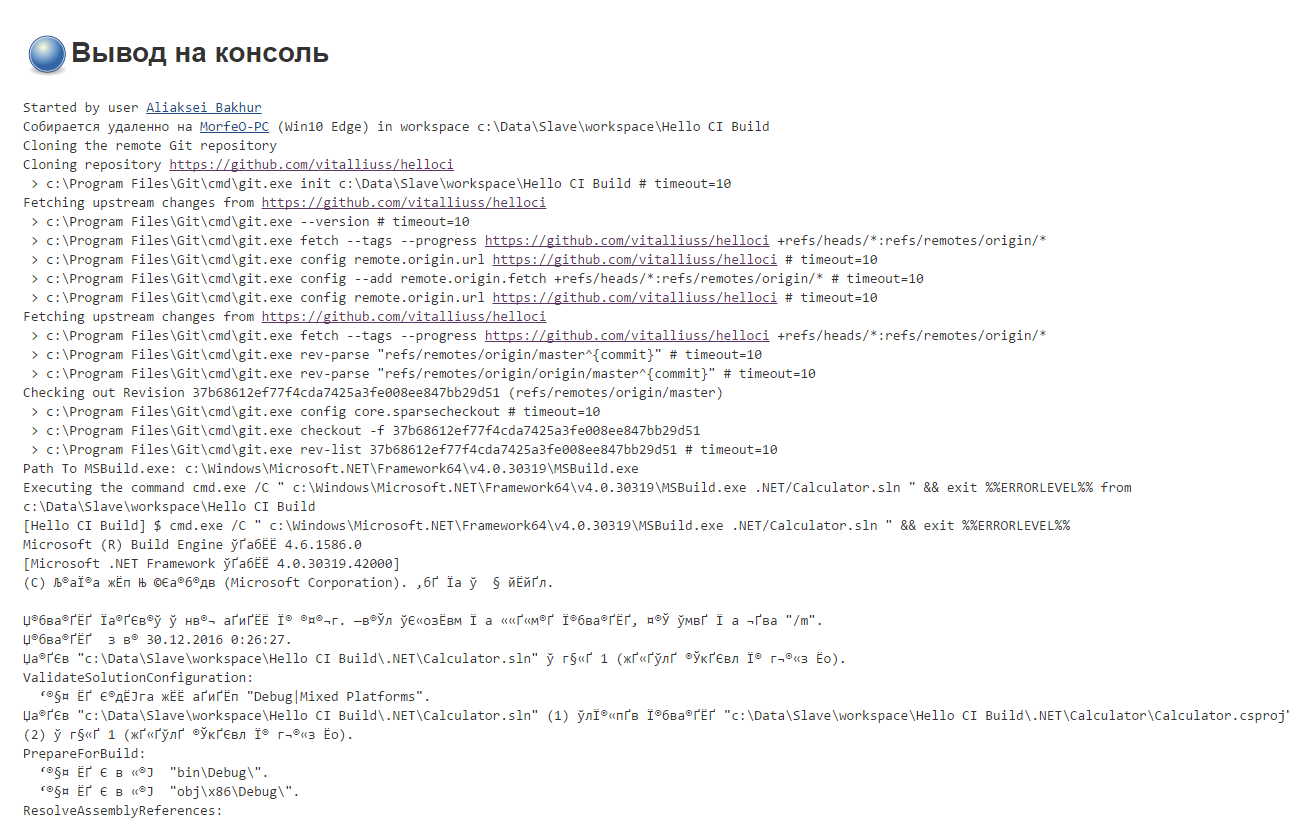 Вывод на консоль
Started by user Aliaksei Bakhur
Собирается удаленно на MorfeO-PC (Win10 Edge) in workspace c:\Data\Slave\workspace\Hello CI Build
Cloning the remote Git repository
Cloning repository https://github.com/vitalliuss/helloci
> c:\Program Files\Git\cmd\git.exe init c:\Data\Slave\workspace\Hello CI Build # timeout=10
Fetching upstream changes from https://github.com/vitalliuss/helloci
> c:\Program Files\Git\cmd\git.exe --version # timeout=10
> c:\Program Files\Git\cmd\git.exe fetch --tags --progress https://github.com/vitalliuss/helloci +refs/heads/*:refs/remotes/origin/*
> c:\Program Files\Git\cmd\git.exe config remote.origin.url https://github.com/vitalliuss/helloci # timeout=10
> c:\Program Files\Git\cmd\git.exe config --add remote.origin.fetch +refs/heads/*:refs/remotes/origin/* # timeout=10
> c:\Program Files\Git\cmd\git.exe config remote.origin.url https://github.com/vitalliuss/helloci # timeout=10
Fetching upstream changes from https://github.com/vitalliuss/helloci
> c:\Program Files\Git\cmd\git.exe fetch --tags --progress https://github.com/vitalliuss/helloci +refs/heads/*:refs/remotes/origin/*
> c:\Program Files\Git\cmd\git.exe rev-parse "refs/remotes/origin/master^{commit}" # timeout=10
> c:\Program Files\Git\cmd\git.exe rev-parse "refs/remotes/origin/origin/master^{commit}" # timeout=10
Checking out Revision 37b68612ef77f4cda7425a3fe008ee847bb29d51 (refs/remotes/origin/master)
> c:\Program Files\Git\cmd\git.exe config core.sparsecheckout # timeout=10
> c:\Program Files\Git\cmd\git.exe checkout -f 37b68612ef77f4cda7425a3fe008ee847bb29d51
> c:\Program Files\Git\cmd\git.exe rev-list 37b68612ef77f4cda7425a3fe008ee847bb29d51 # timeout=10
Path To MSBuild.exe: c:\Windows\Microsoft.NET\Framework64\v4.0.30319\MSBuild.exe
Executing the command cmd.exe /C " c:\Windows\Microsoft.NET\Framework64\v4.0.30319\MSBuild.exe .NET/Calculator.sln " && exit %%ERRORLEVEL%% from
c:\Data\Slave\workspace\Hello CI Build
[Hello CI Build] $ cmd.exe /C " c:\Windows\Microsoft.NET\Framework64\v4.0.30319\MSBuild.exe .NET/Calculator.sln " && exit %%ERRORLEVEL%%
Microsoft (R) Build Engine ўҐабЁЁ 4.6.1586.0
[Microsoft .NET Framework ўҐабЁЁ 4.0.30319.42000]
(C) Љ®аЇ®а жЁп Њ ©Єа®б®дв (Microsoft Corporation). ‚бҐ Їа ў  § йЁйҐл.
Џ®бва®ҐЁҐ Їа®ҐЄв®ў ў нв®¬ аҐиҐЁЁ Ї® ®¤®¬г. —в®Ўл ўЄ«озЁвм Ї а ««Ґ«м®Ґ Ї®бва®ҐЁҐ, ¤®Ў ўмвҐ Ї а ¬Ґва "/m".
Џ®бва®ҐЁҐ  з в® 30.12.2016 0:26:27.
Џа®ҐЄв "c:\Data\Slave\workspace\Hello CI Build\.NET\Calculator.sln" ў г§«Ґ 1 (жҐ«ҐўлҐ ®ЎкҐЄвл Ї® г¬®«з Ёо).
ValidateSolutionConfiguration:
‘®§¤ ЁҐ Є®дЁЈга жЁЁ аҐиҐЁп "Debug|Mixed Platforms".
Џа®ҐЄв "c:\Data\Slave\workspace\Hello CI Build\.NET\Calculator.sln" (1) ўлЇ®«пҐв Ї®бва®ҐЁҐ "c:\Data\Slave\workspace\Hello CI Build\.NET\Calculator\Calculator.csproj"
(2) ў г§«Ґ 1 (жҐ«ҐўлҐ ®ЎкҐЄвл Ї® г¬®«з Ёо).
PrepareForBuild:
‘®§¤ ЁҐ Є в «®Ј  "bin\Debug\".
‘®§¤ ЁҐ Є в «®Ј  "obj\x86\Debug\".
ResolveAssemblyReferences: